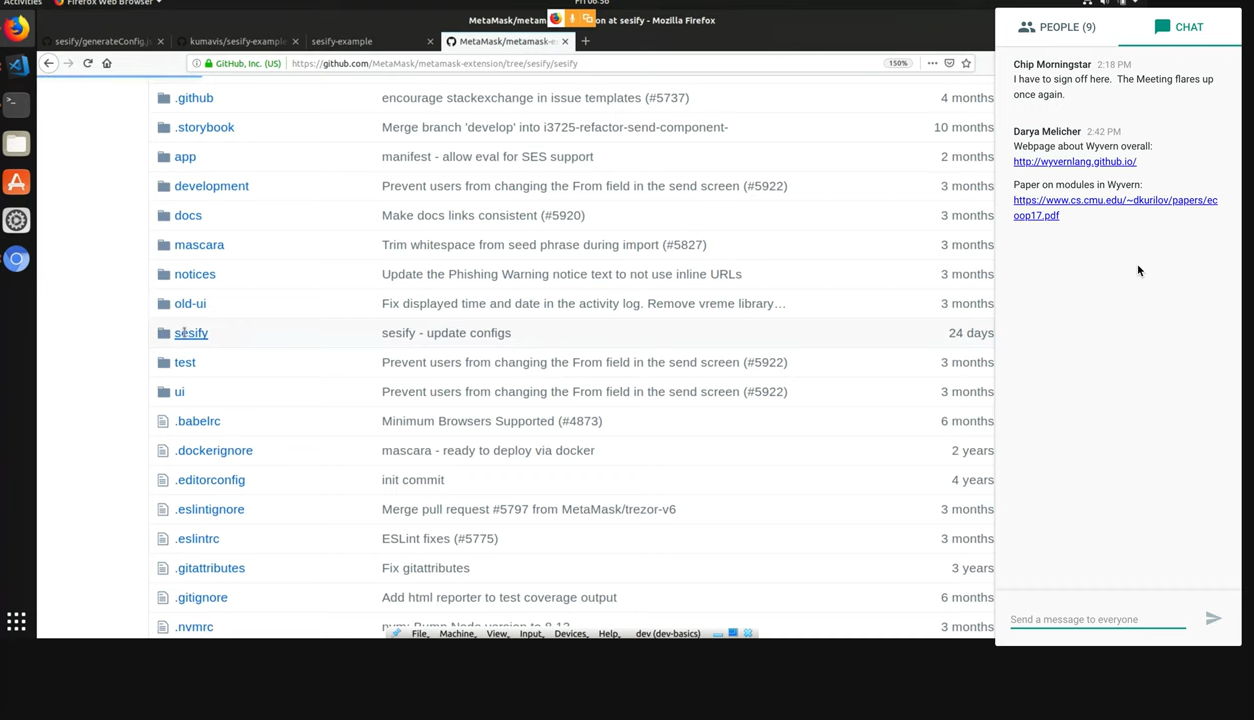 Activities
Firefox Web Browser
Fri 06:56
MetaMask/metam
on at sesify - Mozilla Firefox
sesify/generateConfig.j
kumavis/sesify-example
sesify-example
MetaMask/metamask-e
GitHub, Inc. (US)
https://github.com/MetaMask/metamask-extension/tree/sesify/sesify
150%
.github encourage stackexchange in issue templates (#5737) 4 months
.storybook Merge branch 'develop' into i3725-refactor-send-component- 10 months
app manifest - allow eval for SES support 2 months
development Prevent users from changing the From field in the send screen (#5922) 3 months
docs Make docs links consistent (#5920) 3 months
mascara Trim whitespace from seed phrase during import (#5827) 3 months
notices Update the Phishing Warning notice text to not use inline URLs 3 months
old-ui Fix displayed time and date in the activity log. Remove vreme library… 3 months
sesify sesify - update configs 24 days
test Prevent users from changing the From field in the send screen (#5922) 3 months
ui Prevent users from changing the From field in the send screen (#5922) 3 months
.babelrc Minimum Browsers Supported (#4873) 6 months
.dockerignore mascara - ready to deploy via docker 2 years
.editorconfig init commit 4 years
.eslintignore Merge pull request #5797 from MetaMask/trezor-v6 3 months
.eslintrc ESLint fixes (#5775) 3 months
.gitattributes Fix gitattributes 3 years
.gitignore Add html reporter to test coverage output 6 months
.nvmrc nvm: Bump Node version to 8.13 3 months
File Machine View Input Devices Help dev (dev-basics)
PEOPLE (9)
CHAT
Chip Morningstar 2:18 PM
I have to sign off here. The Meeting flares up
once again.
Darya Melicher 2:42 PM
Webpage about Wyvern overall:
http://wyvernlang.github.io/
Paper on modules in Wyvern:
https://www.cs.cmu.edu/~dkurilov/papers/ec
oop17.pdf
Send a message to everyone